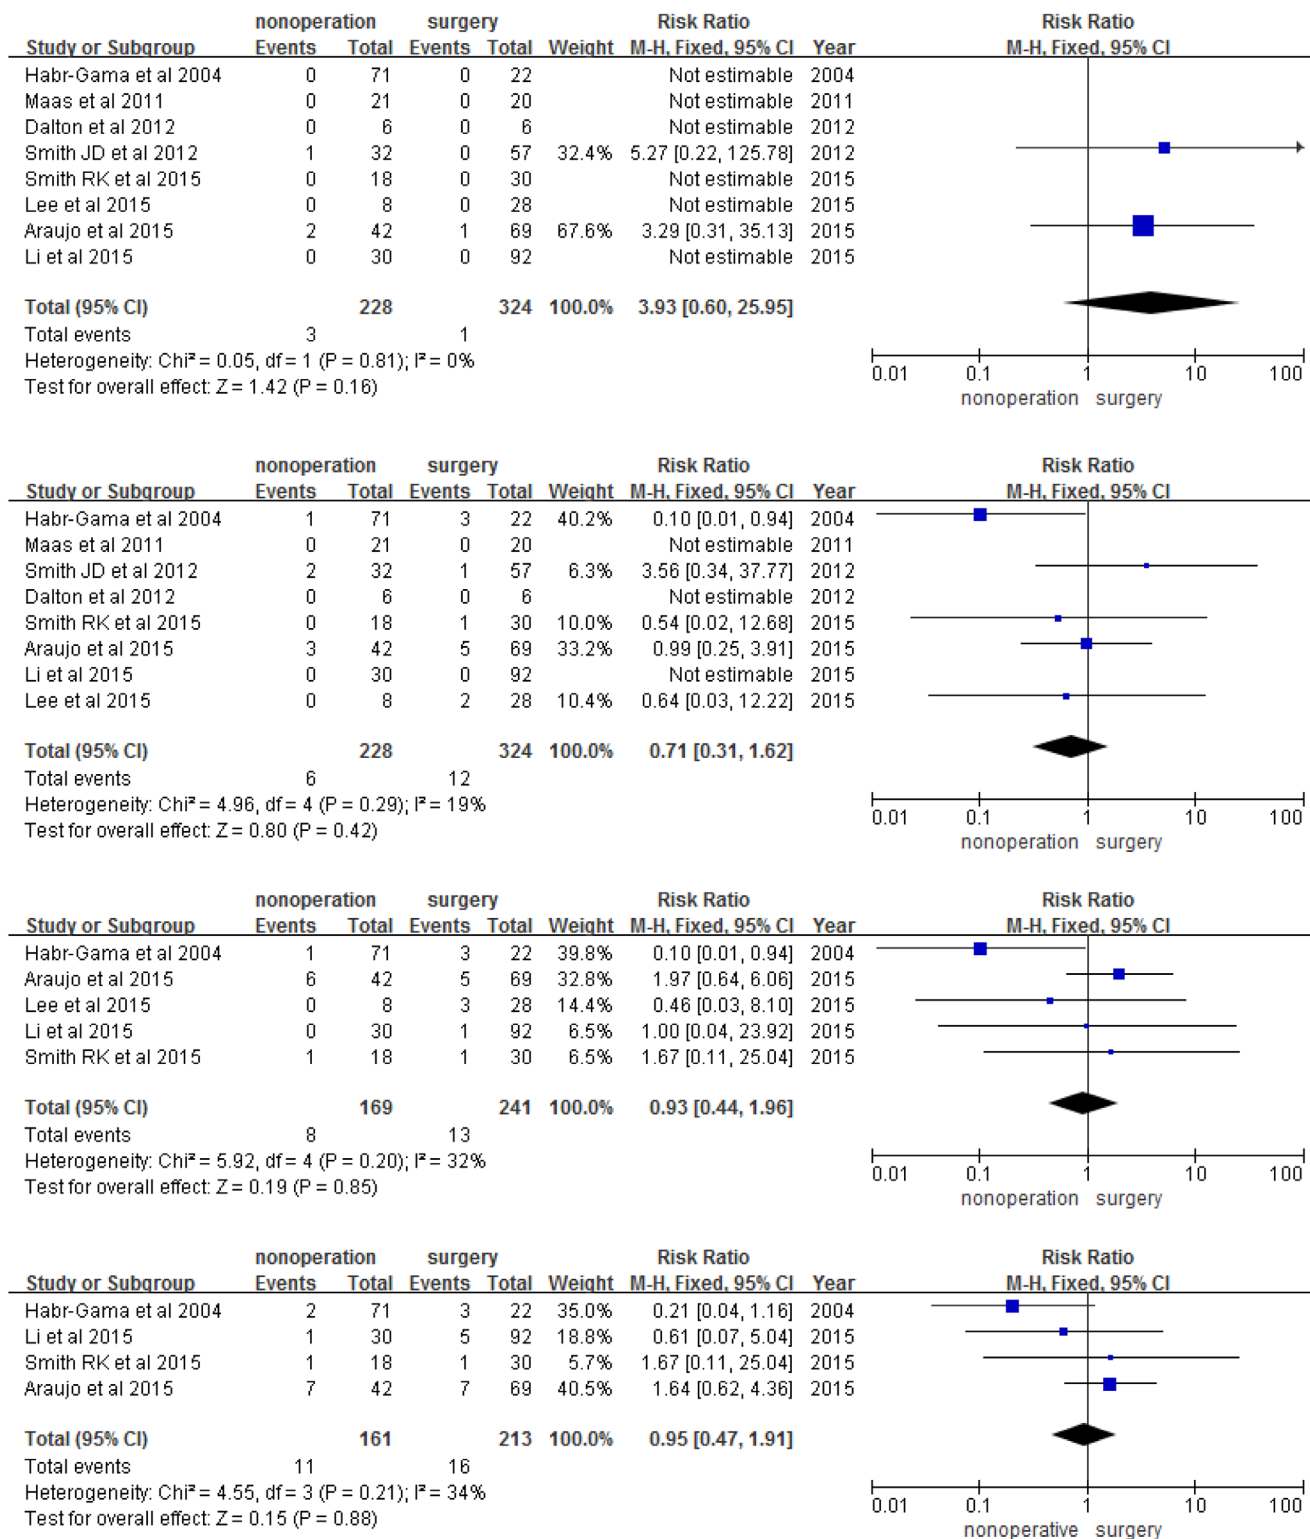 nonoperation surgery Risk Ratio Risk Ratio
Study or Subgroup Events Total Events Total Weight M-H, Fixed, 95% CI Year M-H, Fixed, 95% CI
Habr-Gama et al 2004 0 71 0 22 Not estimable 2004
Maas et al 2011 0 21 0 20 Not estimable 2011
Dalton et al 2012 0 6 0 6 Not estimable 2012
Smith JD et al 2012 1 32 0 57 32.4% 5.27 [0.22, 125.78] 2012
Smith RK et al 2015 0 18 0 30 Not estimable 2015
Lee et al 2015 0 8 0 28 Not estimable 2015
Araujo et al 2015 2 42 1 69 67.6% 3.29 [0.31, 35.13] 2015
Li et al 2015 0 30 0 92 Not estimable 2015
Total (95% CI) 228 324 100.0% 3.93 [0.60, 25.95]
Total events 3 1
Heterogeneity: Chi² = 0.05, df = 1 (P = 0.81); I² = 0%
Test for overall effect: Z = 1.42 (P = 0.16)
0.01 0.1 1 10 100
nonoperation surgery
nonoperation surgery Risk Ratio Risk Ratio
Study or Subgroup Events Total Events Total Weight M-H, Fixed, 95% CI Year M-H, Fixed, 95% CI
Habr-Gama et al 2004 1 71 3 22 40.2% 0.10 [0.01, 0.94] 2004
Maas et al 2011 0 21 0 20 Not estimable 2011
Smith JD et al 2012 2 32 1 57 6.3% 3.56 [0.34, 37.77] 2012
Dalton et al 2012 0 6 0 6 Not estimable 2012
Smith RK et al 2015 0 18 1 30 10.0% 0.54 [0.02, 12.68] 2015
Araujo et al 2015 3 42 5 69 33.2% 0.99 [0.25, 3.91] 2015
Li et al 2015 0 30 0 92 Not estimable 2015
Lee et al 2015 0 8 2 28 10.4% 0.64 [0.03, 12.22] 2015
Total (95% CI) 228 324 100.0% 0.71 [0.31, 1.62]
Total events 6 12
Heterogeneity: Chi² = 4.96, df = 4 (P = 0.29); I² = 19%
Test for overall effect: Z = 0.80 (P = 0.42)
0.01 0.1 1 10 100
nonoperation surgery
nonoperation surgery Risk Ratio Risk Ratio
Study or Subgroup Events Total Events Total Weight M-H, Fixed, 95% CI Year M-H, Fixed, 95% CI
Habr-Gama et al 2004 1 71 3 22 39.8% 0.10 [0.01, 0.94] 2004
Araujo et al 2015 6 42 5 69 32.8% 1.97 [0.64, 6.06] 2015
Lee et al 2015 0 8 3 28 14.4% 0.46 [0.03, 8.10] 2015
Li et al 2015 0 30 1 92 6.5% 1.00 [0.04, 23.92] 2015
Smith RK et al 2015 1 18 1 30 6.5% 1.67 [0.11, 25.04] 2015
Total (95% CI) 169 241 100.0% 0.93 [0.44, 1.96]
Total events 8 13
Heterogeneity: Chi² = 5.92, df = 4 (P = 0.20); I² = 32%
Test for overall effect: Z = 0.19 (P = 0.85)
0.01 0.1 1 10 100
nonoperation surgery
nonoperation surgery Risk Ratio Risk Ratio
Study or Subgroup Events Total Events Total Weight M-H, Fixed, 95% CI Year M-H, Fixed, 95% CI
Habr-Gama et al 2004 2 71 3 22 35.0% 0.21 [0.04, 1.16] 2004
Li et al 2015 1 30 5 92 18.8% 0.61 [0.07, 5.04] 2015
Smith RK et al 2015 1 18 1 30 5.7% 1.67 [0.11, 25.04] 2015
Araujo et al 2015 7 42 7 69 40.5% 1.64 [0.62, 4.36] 2015
Total (95% CI) 161 213 100.0% 0.95 [0.47, 1.91]
Total events 11 16
Heterogeneity: Chi² = 4.55, df = 3 (P = 0.21); I² = 34%
Test for overall effect: Z = 0.15 (P = 0.88)
0.01 0.1 1 10 100
nonoperative surgery